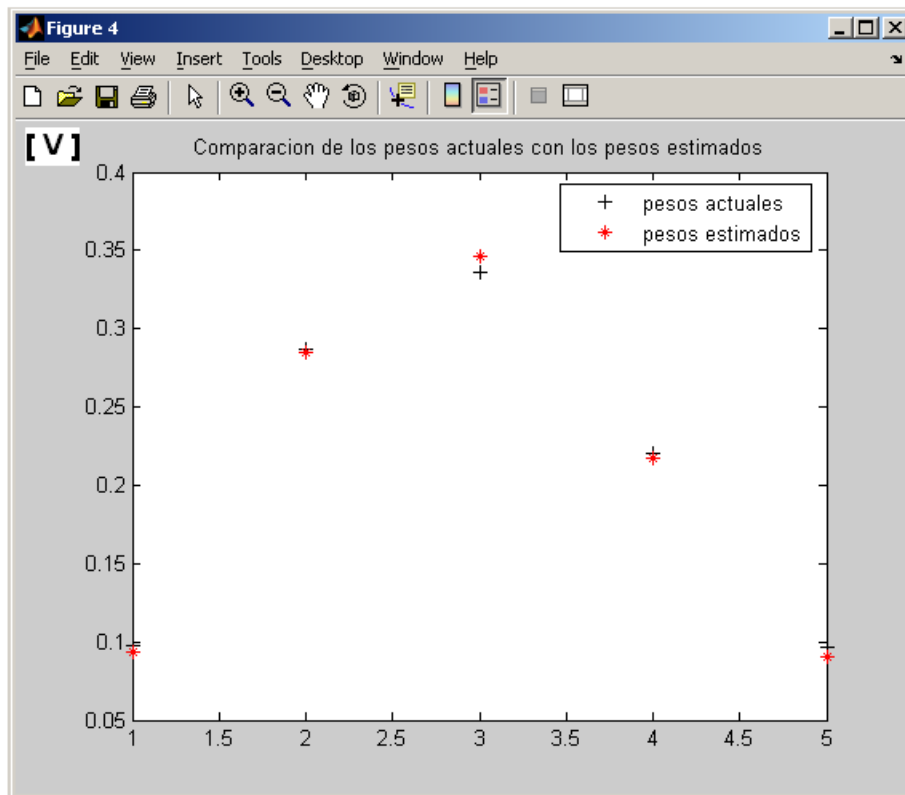 Figure 4
File Edit View Insert Tools Desktop Window Help
[ V ]
Comparacion de los pesos actuales con los pesos estimados
0.4
pesos actuales
pesos estimados
0.35
0.3
0.25
0.2
0.15
0.1
0.05
1 1.5 2 2.5 3 3.5 4 4.5 5